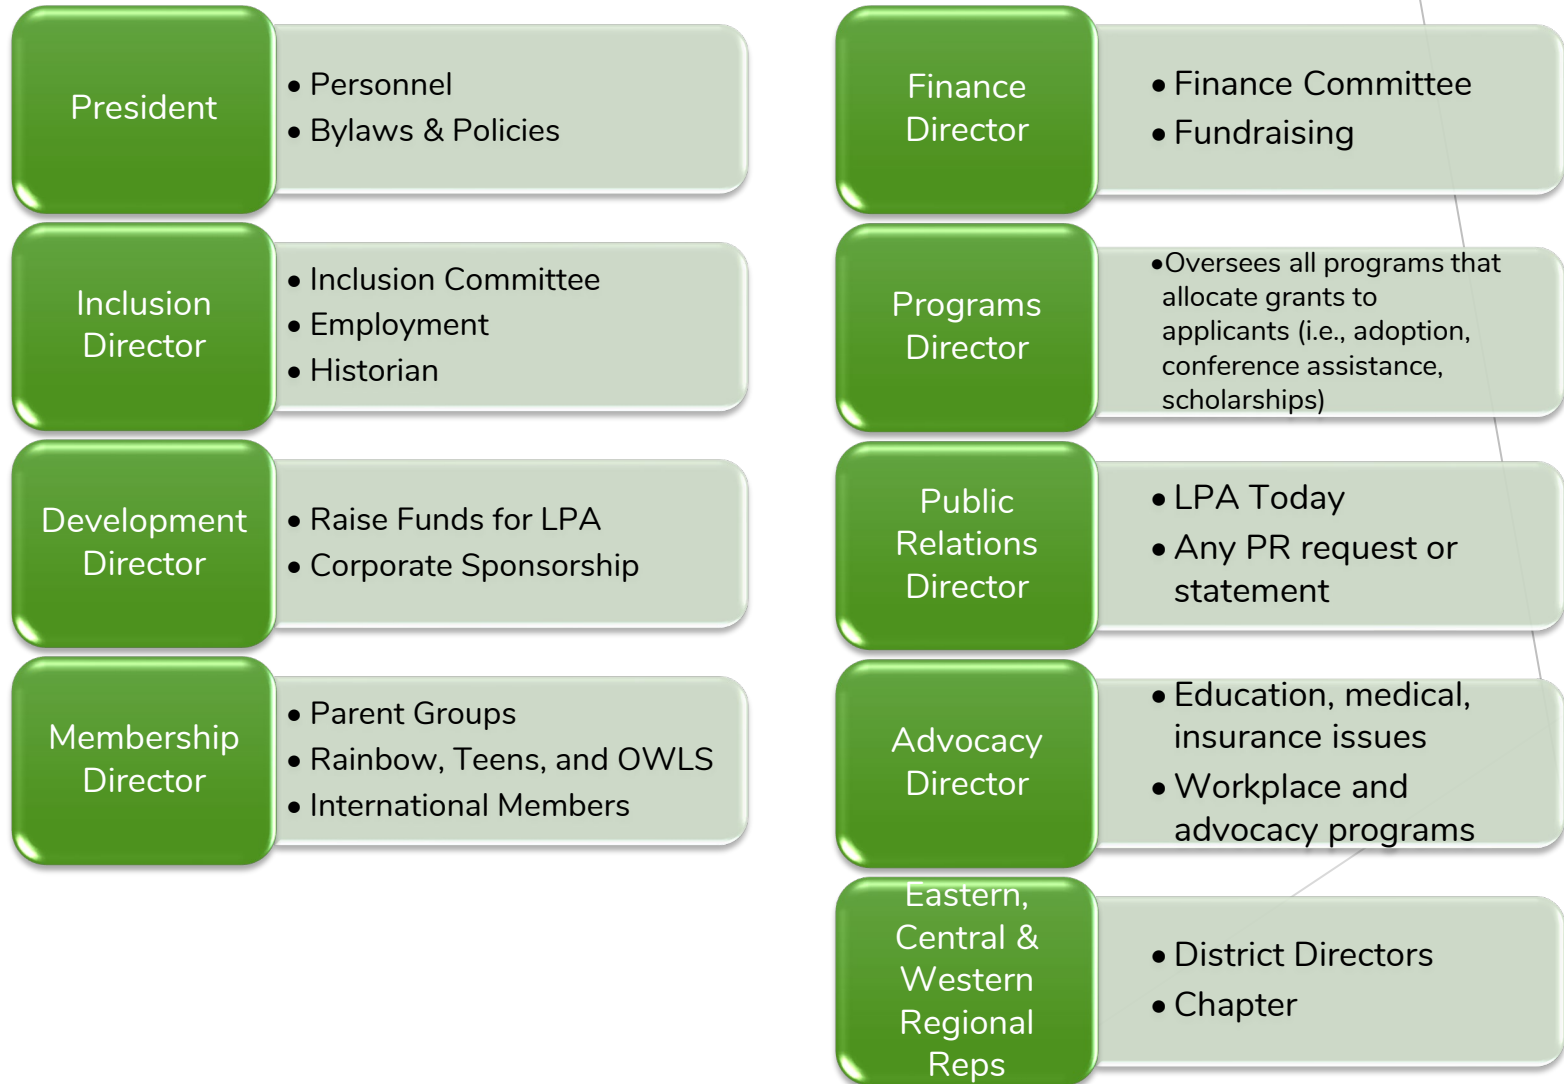 President
• Personnel
• Bylaws & Policies
Inclusion
Director
• Inclusion Committee
• Employment
• Historian
Development
Director
• Raise Funds for LPA
• Corporate Sponsorship
Membership
Director
• Parent Groups
• Rainbow, Teens, and OWLS
• International Members
Finance
Director
• Finance Committee
• Fundraising
Programs
Director
•Oversees all programs that
allocate grants to
applicants (i.e., adoption,
conference assistance,
scholarships)
Public
Relations
Director
• LPA Today
• Any PR request or
statement
Advocacy
Director
• Education, medical,
insurance issues
• Workplace and
advocacy programs
Eastern,
Central &
Western
Regional
Reps
• District Directors
• Chapter